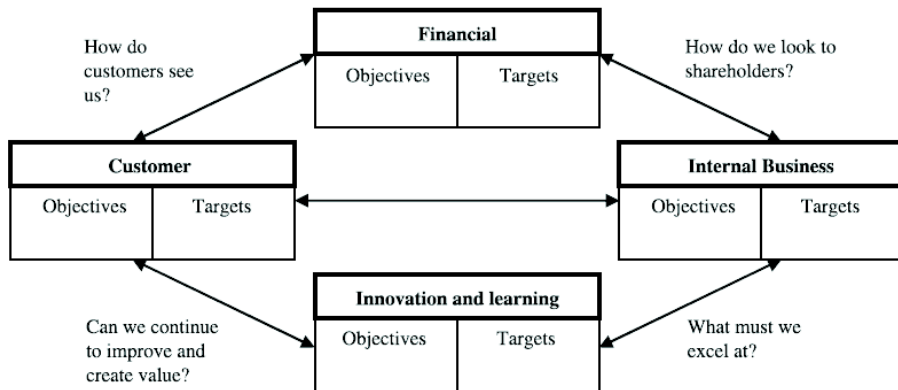 Financial
Objectives Targets
How do
customers see
us?
How do we look to
shareholders?
Customer
Objectives Targets
Internal Business
Objectives Targets
Innovation and learning
Objectives Targets
Can we continue
to improve and
create value?
What must we
excel at?